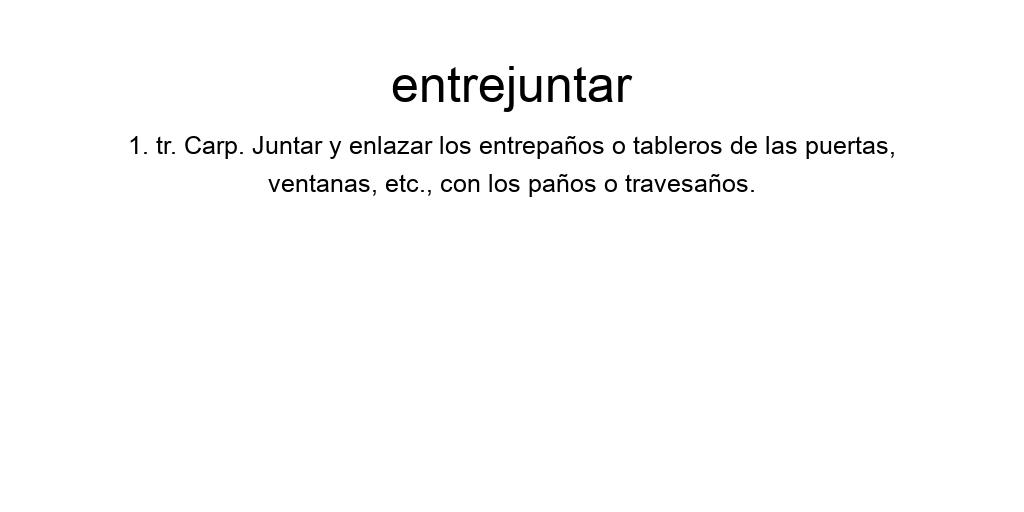 entrejuntar
1. tr. Carp. Juntar y enlazar los entrepaños o tableros de las puertas,
ventanas, etc., con los paños o travesaños.